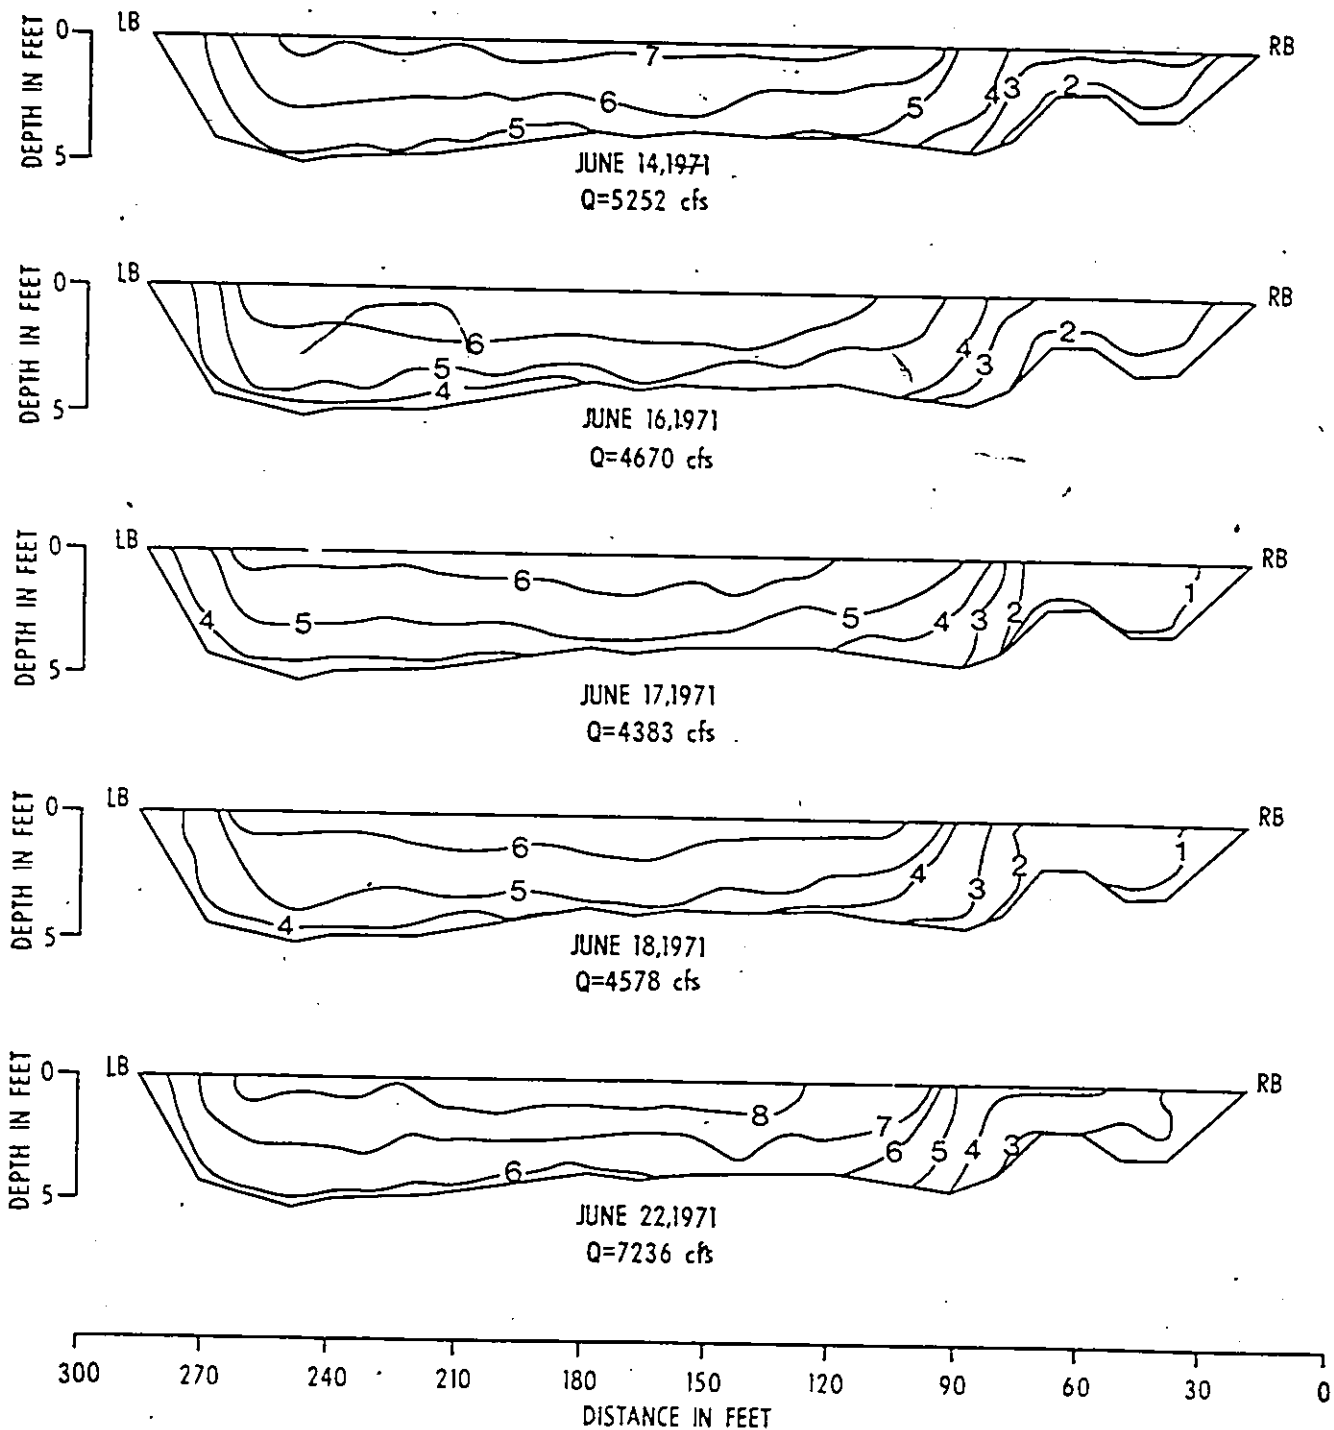 DEPTH IN FEET
0
5
LB
RB
7
6
5
5
4
3
2
JUNE 14,1971
Q=5252 cfs
DEPTH IN FEET
0
5
LB
RB
6
5
4
4
3
2
JUNE 16,1971
Q=4670 cfs
DEPTH IN FEET
0
5
LB
RB
4
5
6
5
4
3
2
1
JUNE 17,1971
Q=4383 cfs
DEPTH IN FEET
0
5
LB
RB
4
5
6
4
3
2
1
JUNE 18,1971
Q=4578 cfs
DEPTH IN FEET
0
5
LB
RB
6
8
7
6
5
4
3
JUNE 22,1971
Q=7236 cfs
300 270 240 210 180 150 120 90 60 30 0
DISTANCE IN FEET